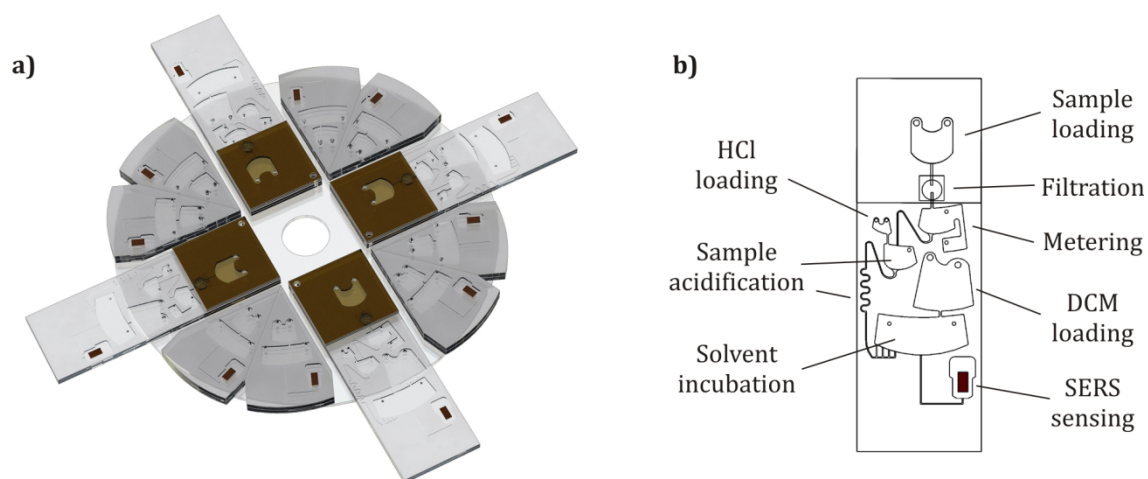 a)
b)
Sample
loading
HCl
loading
Filtration
Metering
Sample
acidification
DCM
loading
Solvent
incubation
SERS
sensing